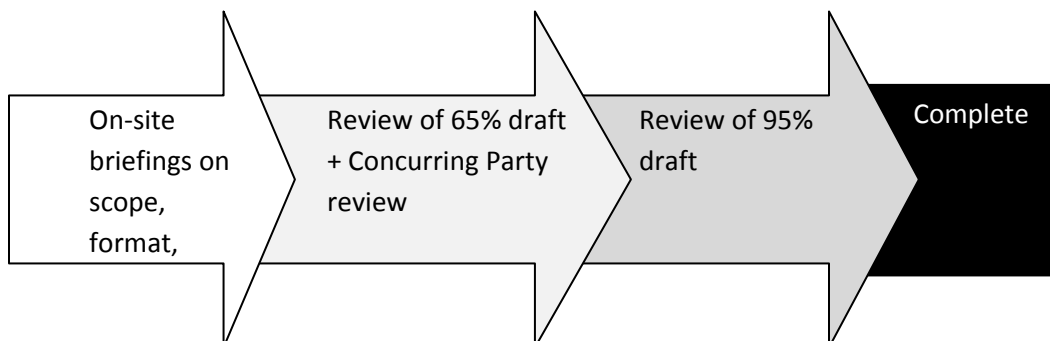 On-site
briefings on
scope,
format,
Review of 65% draft
+ Concurring Party
review
Review of 95%
draft
Complete